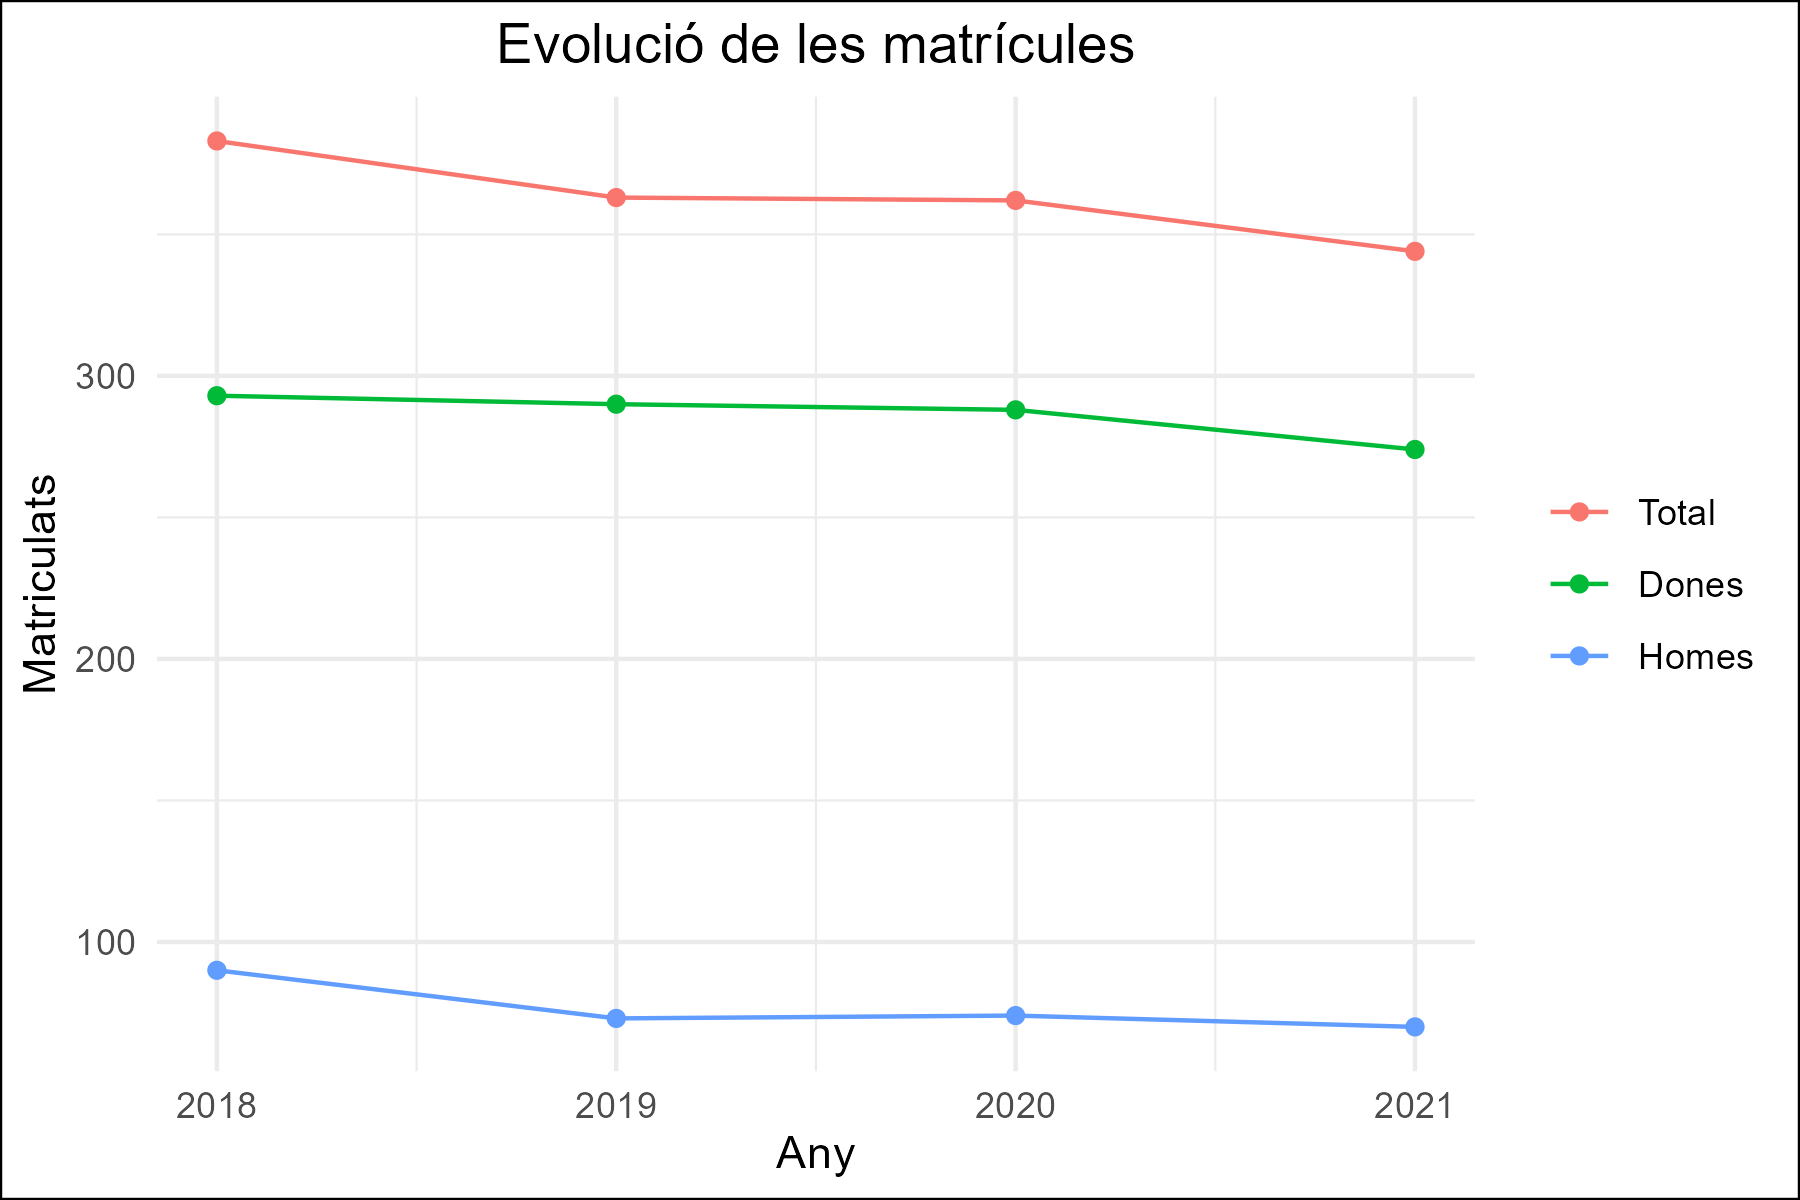 Evolució de les matrícules
Matriculats
300
200
100
2018 2019 2020 2021
Any
Total
Dones
Homes